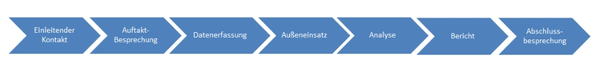 Einleitender
Kontakt
Auftakt-
Besprechung
Datenerfassung
Außeneinsatz
Analyse
Bericht
Abschluss-
besprechung